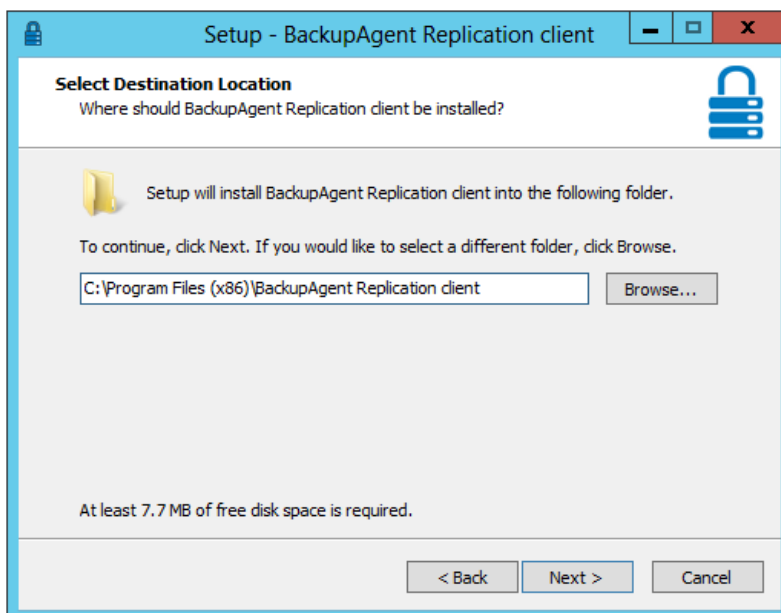 Setup - BackupAgent Replication client
Select Destination Location
Where should BackupAgent Replication client be installed?
Setup will install BackupAgent Replication client into the following folder.
To continue, click Next. If you would like to select a different folder, click Browse.
C:\Program Files (x86)\BackupAgent Replication client
Browse...
At least 7.7 MB of free disk space is required.
< Back
Next >
Cancel